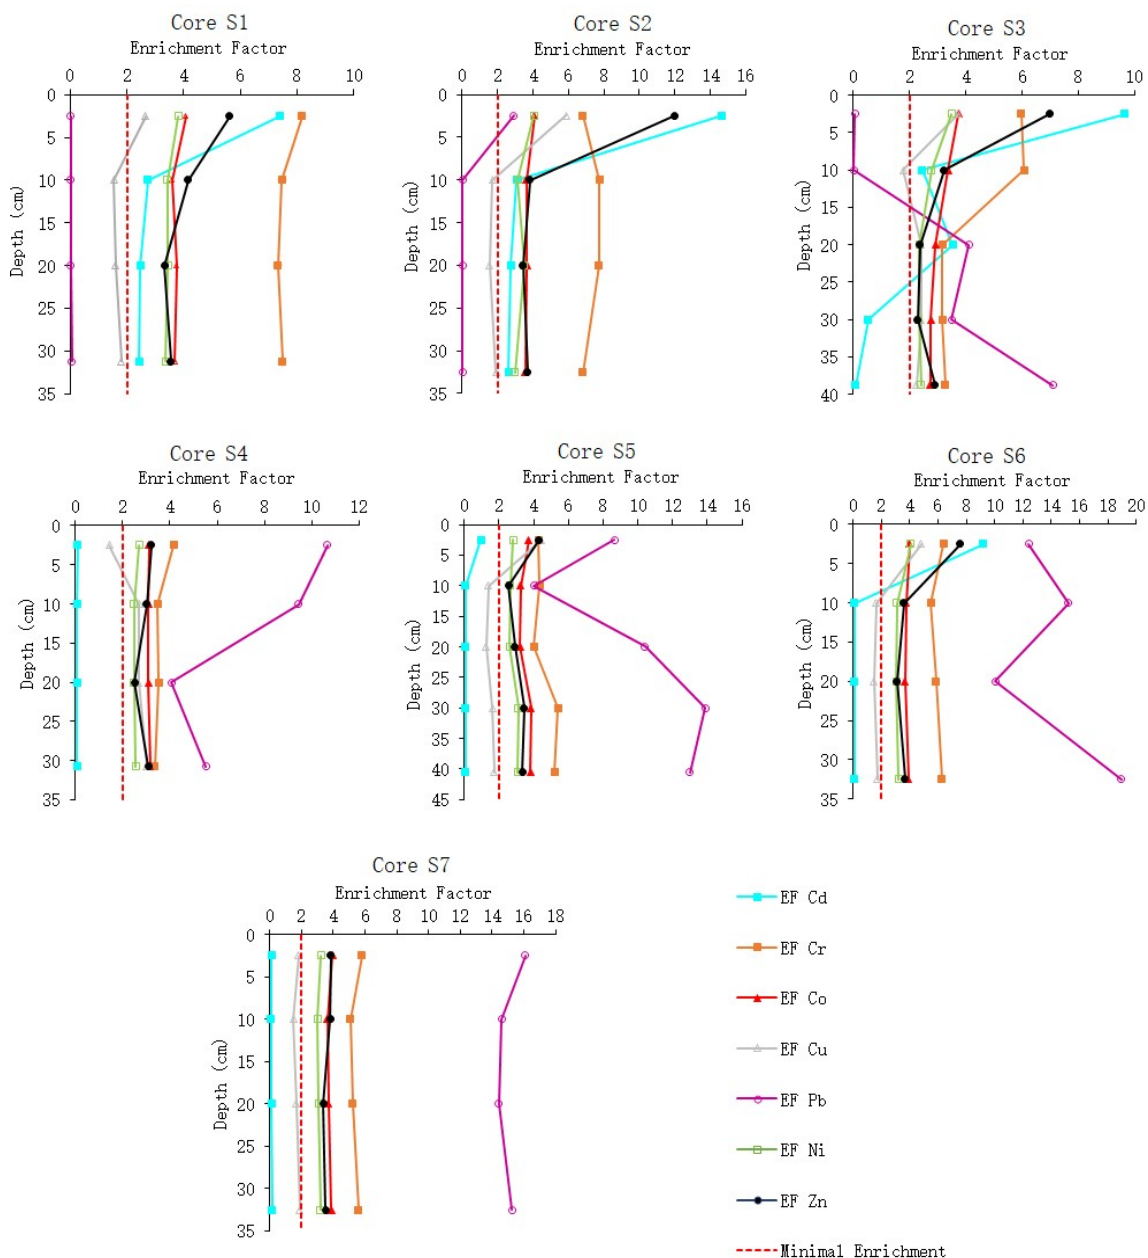 Core S1
Enrichment Factor
0 2 4 6 8 10
0
5
10
15
20
25
30
35
Depth (cm)
Core S2
Enrichment Factor
0 2 4 6 8 10 12 14 16
0
5
10
15
20
25
30
35
Depth (cm)
Core S3
Enrichment Factor
0 2 4 6 8 10
0
5
10
15
20
25
30
35
40
Depth (cm)
Core S4
Enrichment Factor
0 2 4 6 8 10 12
0
5
10
15
20
25
30
35
Depth (cm)
Core S5
Enrichment Factor
0 2 4 6 8 10 12 14 16
0
5
10
15
20
25
30
35
40
45
Depth (cm)
Core S6
Enrichment Factor
0 2 4 6 8 10 12 14 16 18 20
0
5
10
15
20
25
30
35
Depth (cm)
Core S7
Enrichment Factor
0 2 4 6 8 10 12 14 16 18
0
5
10
15
20
25
30
35
Depth (cm)
EF Cd
EF Cr
EF Co
EF Cu
EF Pb
EF Ni
EF Zn
Minimal Enrichment